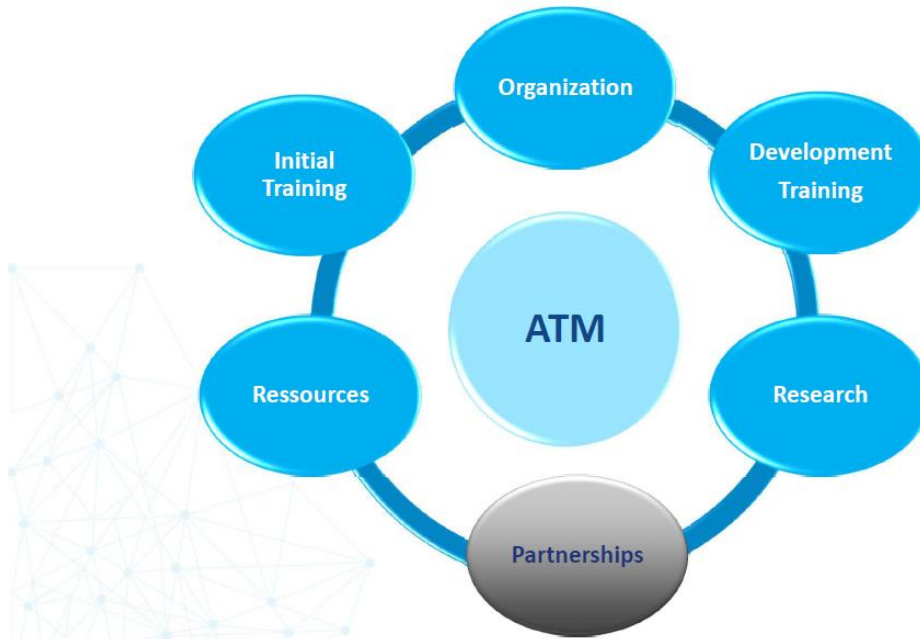 Organization
Initial
Training
Development
Training
ATM
Ressources
Research
Partnerships